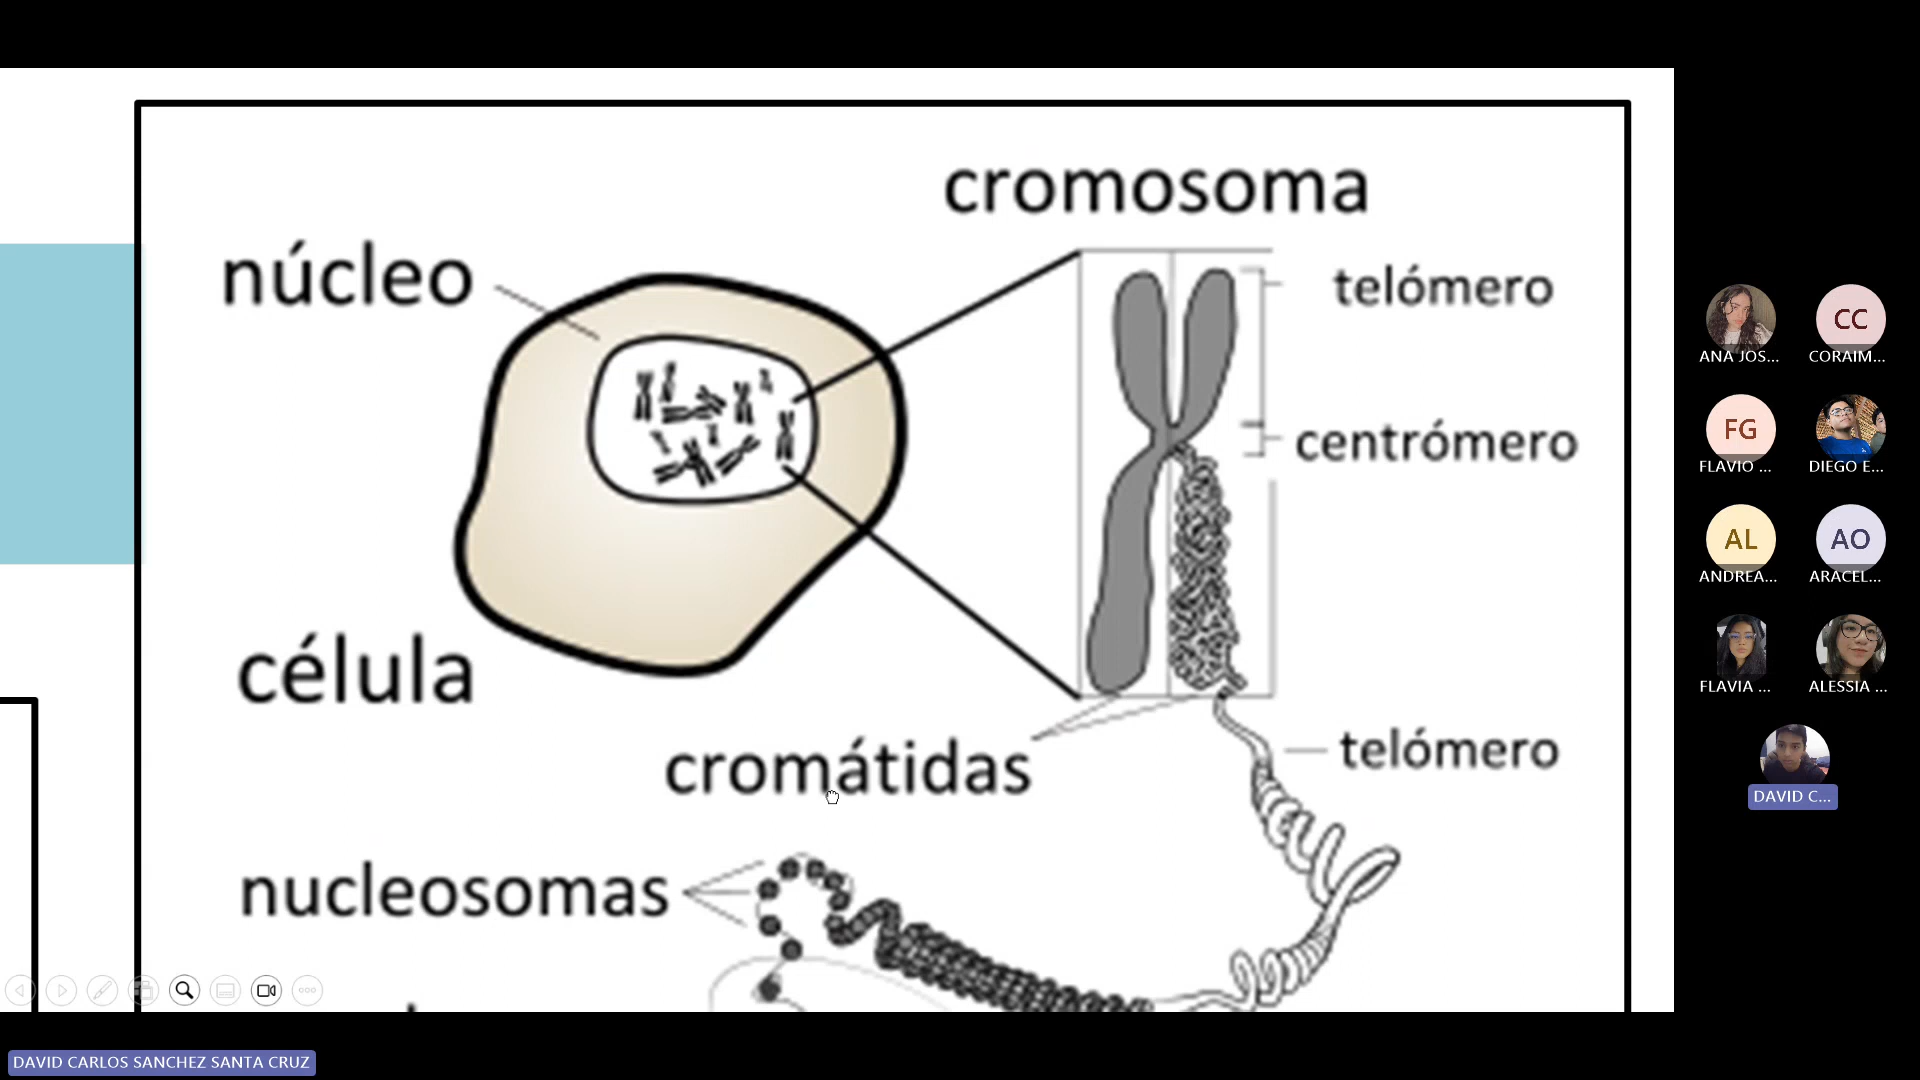 cromosoma
núcleo
telómero
centrómero
célula
telómero
cromátidas
nucleosomas
ANA JOS...
CC
CORAIM...
FG
FLAVIO ...
DIEGO E...
AL
ANDREA...
AO
ARACEL...
FLAVIA ...
ALESSIA ...
DAVID C...
DAVID CARLOS SANCHEZ SANTA CRUZ